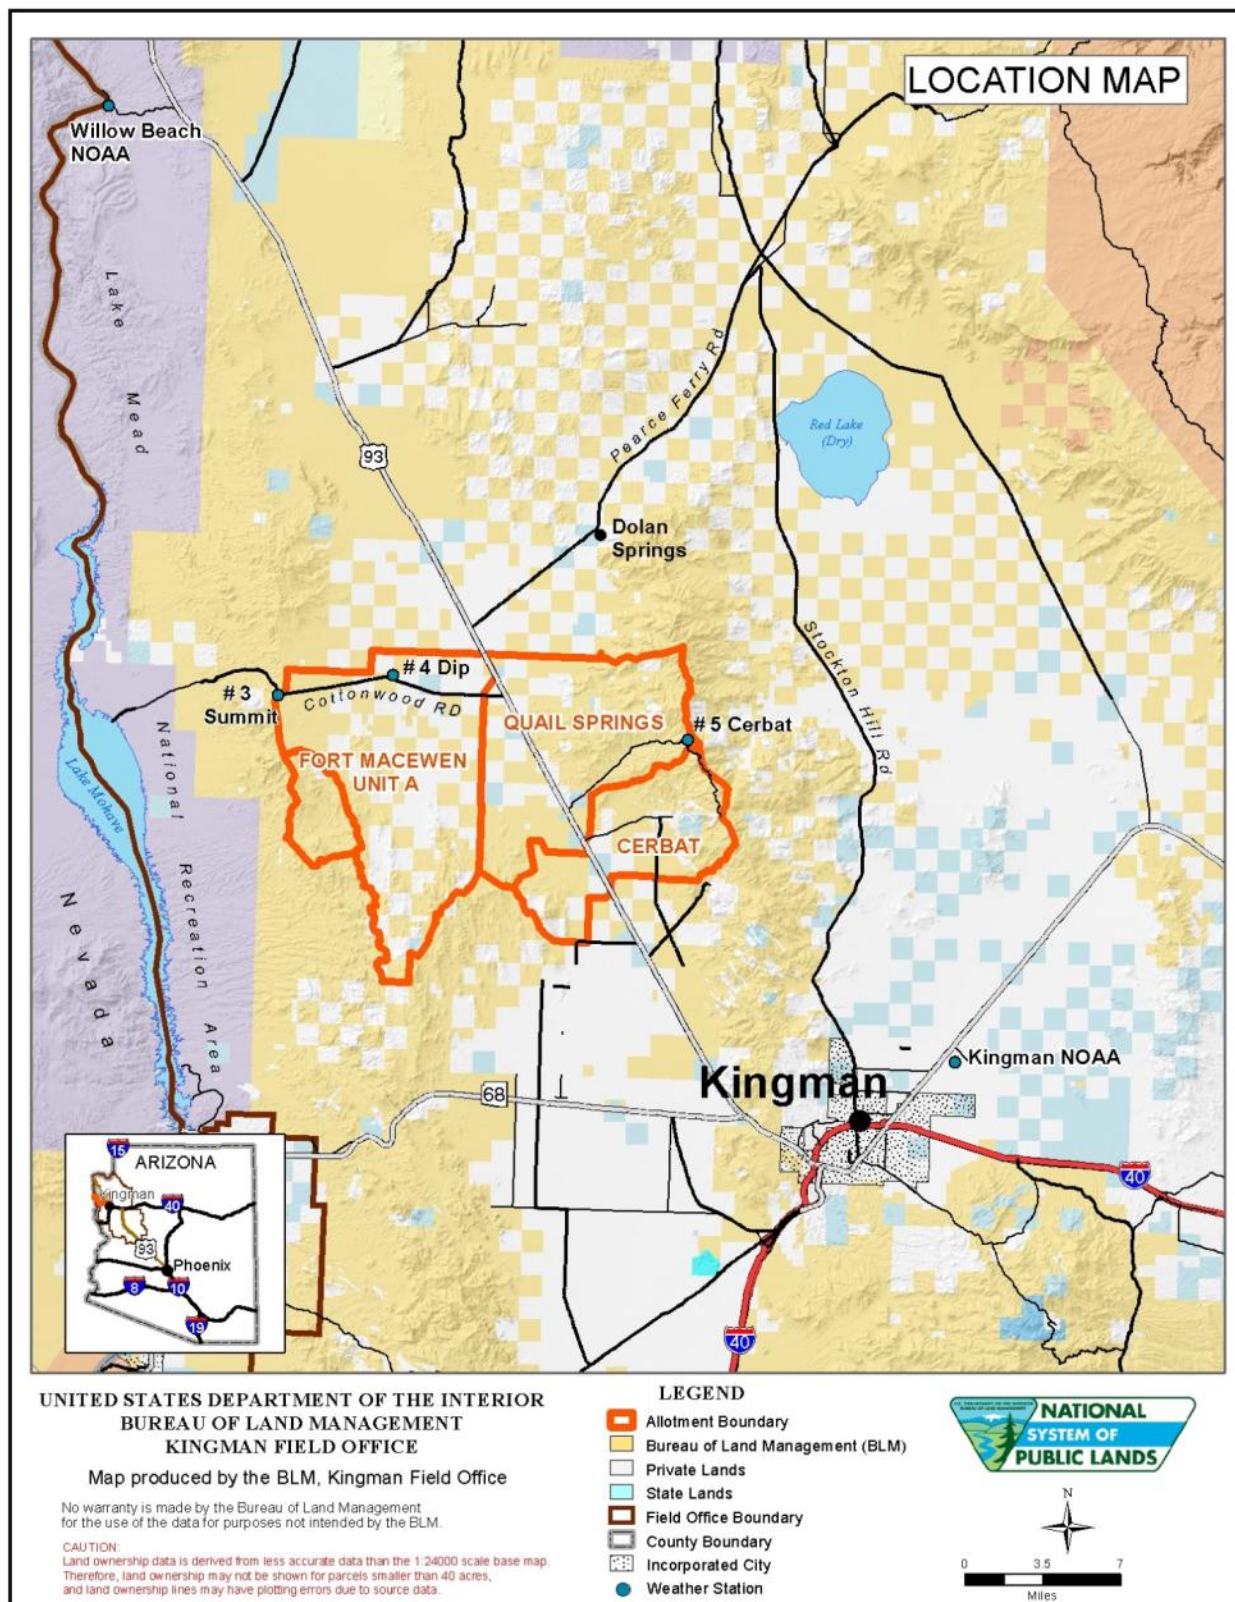 LOCATION MAP
Willow Beach
NOAA
Lake
Mead
93
Pearce Ferry Rd
Red Lake
(Dry)
Dolan
Springs
Stockton Hill Rd
# 4 Dip
# 3
Summit
Cottonwood RD
QUAIL SPRINGS
# 5 Cerbat
FORT MACEWEN
UNIT A
CERBAT
National
Recreation
Area
Lake Mohave
Nevada
Kingman NOAA
Kingman
68
40
40
15
ARIZONA
Kingman
40
93
Phoenix
8
10
19
UNITED STATES DEPARTMENT OF THE INTERIOR
BUREAU OF LAND MANAGEMENT
KINGMAN FIELD OFFICE
Map produced by the BLM, Kingman Field Office
No warranty is made by the Bureau of Land Management
for the use of the data for purposes not intended by the BLM.
CAUTION:
Land ownership data is derived from less accurate data than the 1:24000 scale base map.
Therefore, land ownership may not be shown for parcels smaller than 40 acres,
and land ownership lines may have plotting errors due to source data.
LEGEND
Allotment Boundary
Bureau of Land Management (BLM)
Private Lands
State Lands
Field Office Boundary
County Boundary
Incorporated City
Weather Station
NATIONAL
SYSTEM OF
PUBLIC LANDS
N
0 3.5 7
Miles